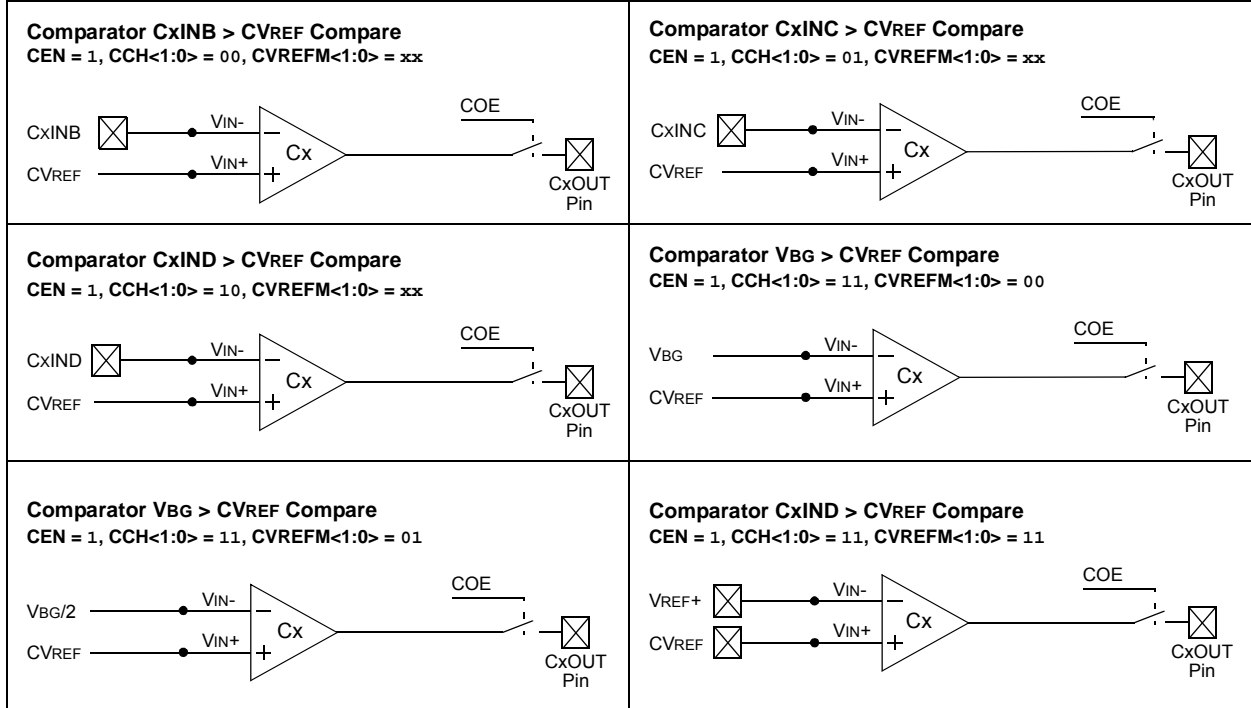 Comparator CxINB > CVREF Compare
CEN = 1, CCH<1:0> = 00, CVREFM<1:0> = xx
COE
CxINB
VIN-
CVREF
VIN+
Cx
CxOUT
Pin
Comparator CxINC > CVREF Compare
CEN = 1, CCH<1:0> = 01, CVREFM<1:0> = xx
COE
CxINC
VIN-
CVREF
VIN+
Cx
CxOUT
Pin
Comparator CxIND > CVREF Compare
CEN = 1, CCH<1:0> = 10, CVREFM<1:0> = xx
COE
CxIND
VIN-
CVREF
VIN+
Cx
CxOUT
Pin
Comparator VBG > CVREF Compare
CEN = 1, CCH<1:0> = 11, CVREFM<1:0> = 00
COE
VBG
VIN-
CVREF
VIN+
Cx
CxOUT
Pin
Comparator VBG > CVREF Compare
CEN = 1, CCH<1:0> = 11, CVREFM<1:0> = 01
COE
VBG/2
VIN-
CVREF
VIN+
Cx
CxOUT
Pin
Comparator CxIND > CVREF Compare
CEN = 1, CCH<1:0> = 11, CVREFM<1:0> = 11
COE
VREF+
VIN-
CVREF
VIN+
Cx
CxOUT
Pin